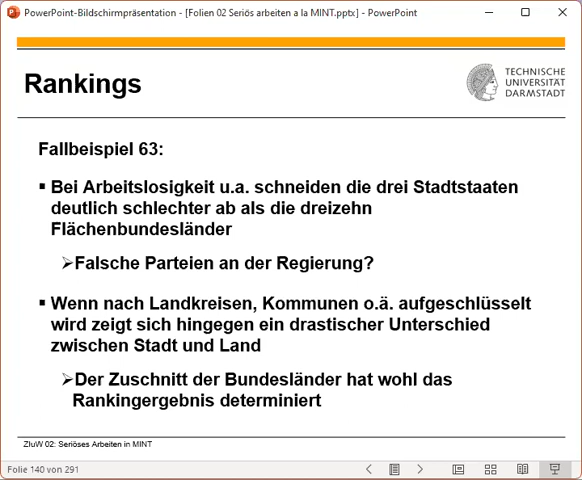 PowerPoint-Bildschirmpräsentation - [Folien 02 Seriös arbeiten a la MINT.pptx] - PowerPoint
Rankings
TECHNISCHE
UNIVERSITÄT
DARMSTADT
Fallbeispiel 63:
▪ Bei Arbeitslosigkeit u.a. schneiden die drei Stadtstaaten
deutlich schlechter ab als die dreizehn
Flächenbundesländer
➢Falsche Parteien an der Regierung?
▪ Wenn nach Landkreisen, Kommunen o.ä. aufgeschlüsselt
wird zeigt sich hingegen ein drastischer Unterschied
zwischen Stadt und Land
➢Der Zuschnitt der Bundesländer hat wohl das
Rankingergebnis determiniert
ZIuW 02: Seriöses Arbeiten in MINT
Folie 140 von 291